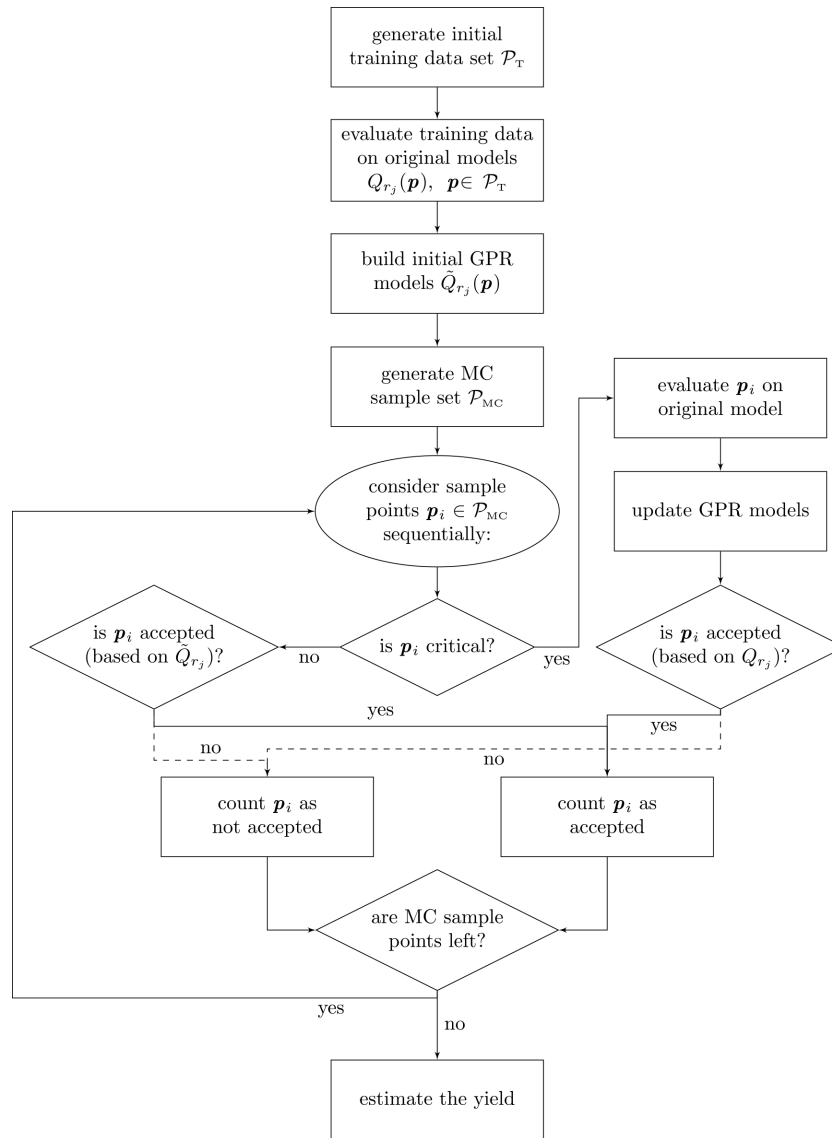 generate initial
training data set 𝒫_T
evaluate training data
on original models
Q_{r_j}(𝒑), 𝒑∈ 𝒫_T
build initial GPR
models Q̃_{r_j}(𝒑)
generate MC
sample set 𝒫_MC
evaluate 𝒑_i on
original model
consider sample
points 𝒑_i ∈ 𝒫_MC
sequentially:
update GPR models
is 𝒑_i accepted
(based on Q̃_{r_j})?
no
is 𝒑_i critical?
yes
is 𝒑_i accepted
(based on Q_{r_j})?
yes
yes
no
no
count 𝒑_i as
not accepted
count 𝒑_i as
accepted
are MC sample
points left?
yes
no
estimate the yield